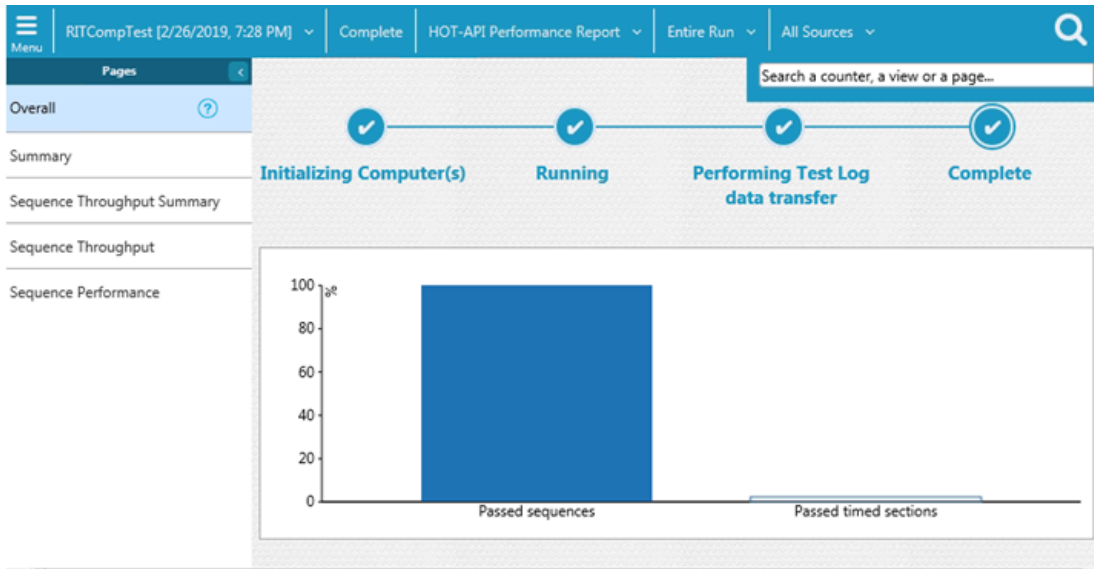 Menu
RITCompTest [2/26/2019, 7:28 PM]
Complete
HOT-API Performance Report
Entire Run
All Sources
Pages
Search a counter, a view or a page...
Overall
?
Summary
Sequence Throughput Summary
Sequence Throughput
Sequence Performance
Initializing Computer(s)
Running
Performing Test Log
data transfer
Complete
100
%
80
60
40
20
0
Passed sequences
Passed timed sections